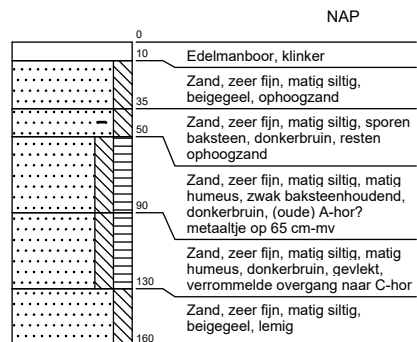 NAP
0
10
Edelmanboor, klinker
Zand, zeer fijn, matig siltig,
beigegeel, ophoogzand
35
Zand, zeer fijn, matig siltig, sporen
baksteen, donkerbruin, resten
ophoogzand
50
Zand, zeer fijn, matig siltig, matig
humeus, zwak baksteenhoudend,
donkerbruin, (oude) A-hor?
metaaltje op 65 cm-mv
90
Zand, zeer fijn, matig siltig, matig
humeus, donkerbruin, gevlekt,
verrommelde overgang naar C-hor
130
Zand, zeer fijn, matig siltig,
beigegeel, lemig
160